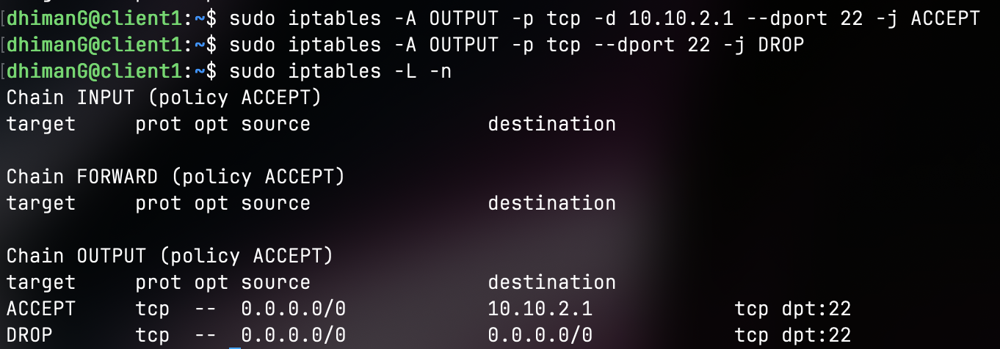 [dhimanG@client1:~$ sudo iptables -A OUTPUT -p tcp -d 10.10.2.1 --dport 22 -j ACCEPT
[dhimanG@client1:~$ sudo iptables -A OUTPUT -p tcp --dport 22 -j DROP
[dhimanG@client1:~$ sudo iptables -L -n
Chain INPUT (policy ACCEPT)
target     prot opt source               destination

Chain FORWARD (policy ACCEPT)
target     prot opt source               destination

Chain OUTPUT (policy ACCEPT)
target     prot opt source               destination
ACCEPT     tcp  --  0.0.0.0/0            10.10.2.1            tcp dpt:22
DROP       tcp  --  0.0.0.0/0            0.0.0.0/0            tcp dpt:22